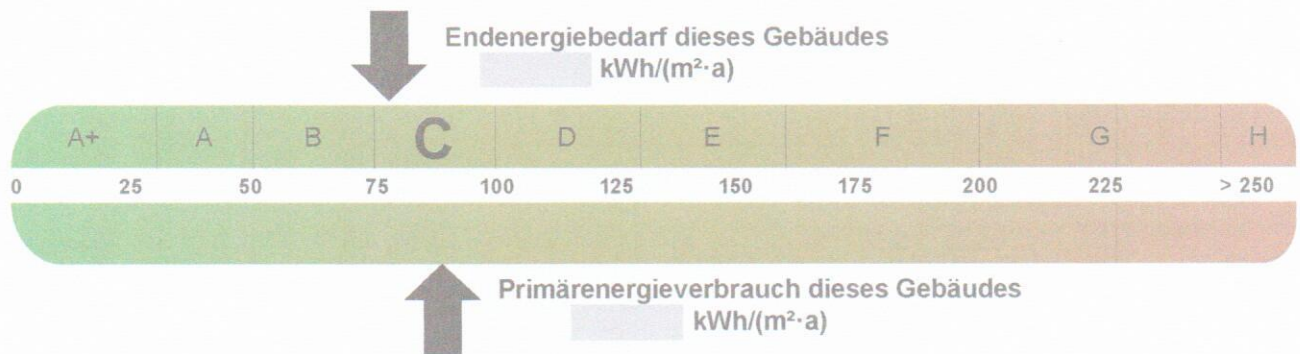 Endenergiebedarf dieses Gebäudes
kWh/(m²·a)
A+ A B C D E F G H
0 25 50 75 100 125 150 175 200 225 > 250
Primärenergieverbrauch dieses Gebäudes
kWh/(m²·a)